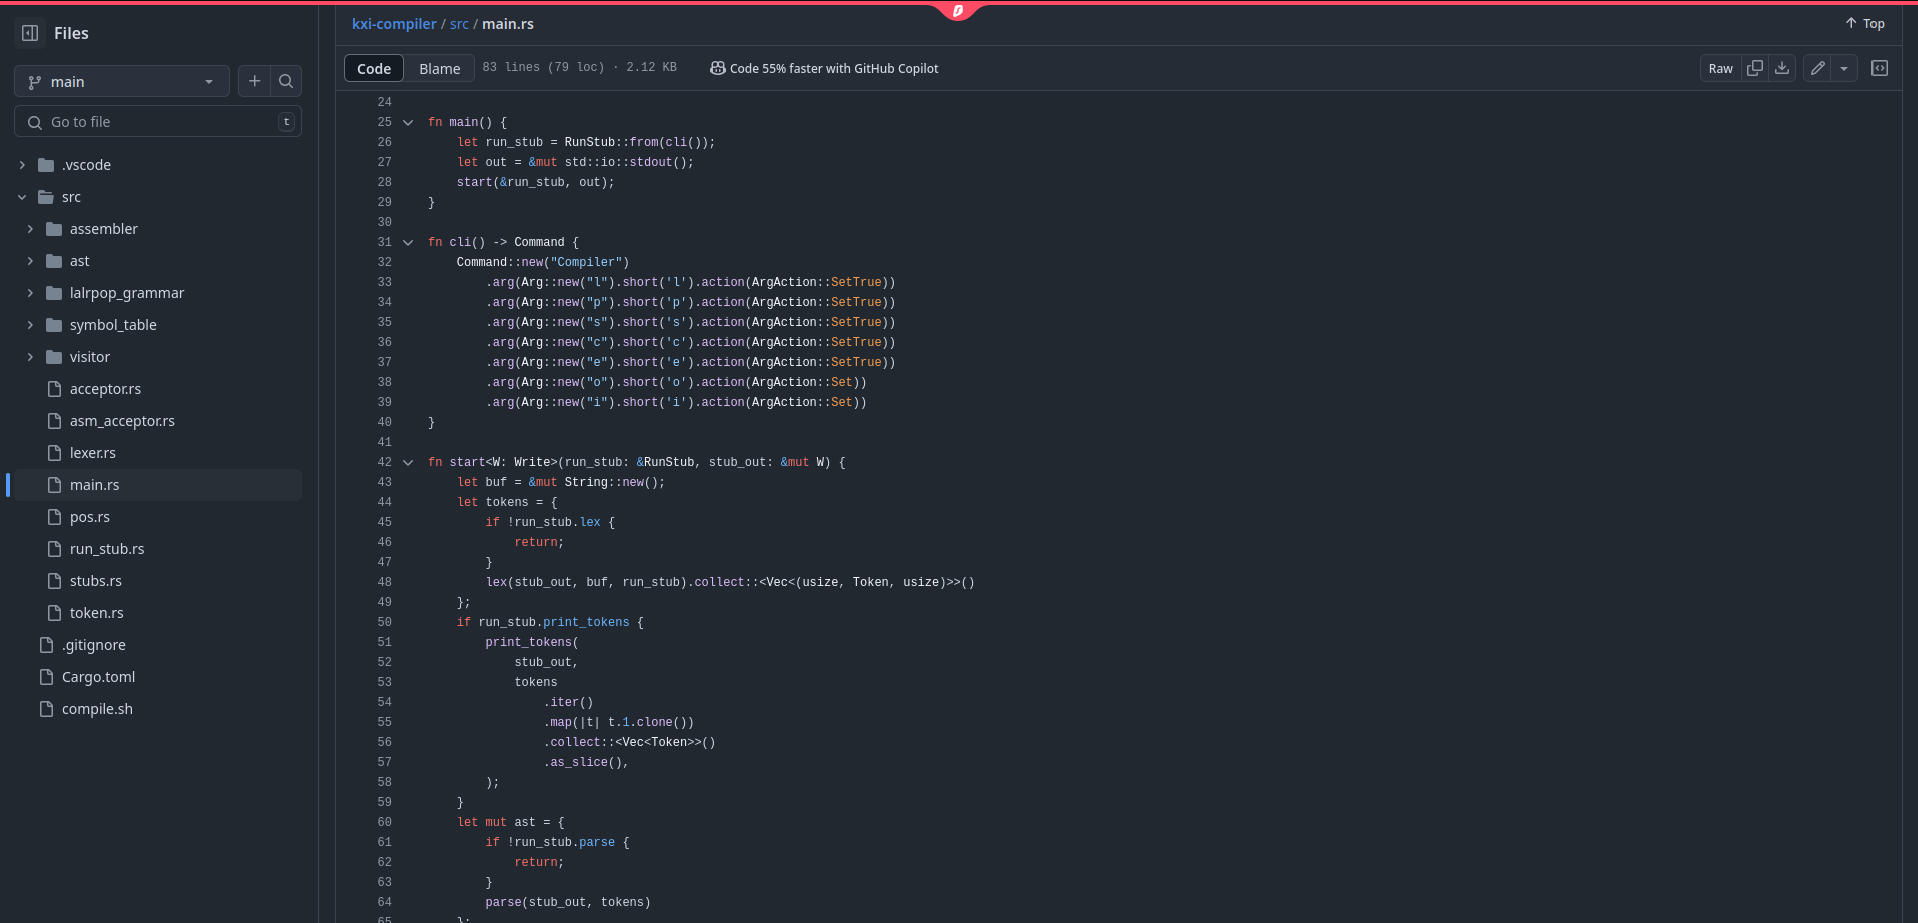 Files
main
Go to file
t
.vscode
src
assembler
ast
lalrpop_grammar
symbol_table
visitor
acceptor.rs
asm_acceptor.rs
lexer.rs
main.rs
pos.rs
run_stub.rs
stubs.rs
token.rs
.gitignore
Cargo.toml
compile.sh
kxi-compiler / src / main.rs
Top
Code Blame 83 lines (79 loc) · 2.12 KB Code 55% faster with GitHub Copilot Raw
24
25 fn main() {
26     let run_stub = RunStub::from(cli());
27     let out = &mut std::io::stdout();
28     start(&run_stub, out);
29 }
30
31 fn cli() -> Command {
32     Command::new("Compiler")
33         .arg(Arg::new("l").short('l').action(ArgAction::SetTrue))
34         .arg(Arg::new("p").short('p').action(ArgAction::SetTrue))
35         .arg(Arg::new("s").short('s').action(ArgAction::SetTrue))
36         .arg(Arg::new("c").short('c').action(ArgAction::SetTrue))
37         .arg(Arg::new("e").short('e').action(ArgAction::SetTrue))
38         .arg(Arg::new("o").short('o').action(ArgAction::Set))
39         .arg(Arg::new("i").short('i').action(ArgAction::Set))
40 }
41
42 fn start<W: Write>(run_stub: &RunStub, stub_out: &mut W) {
43     let buf = &mut String::new();
44     let tokens = {
45         if !run_stub.lex {
46             return;
47         }
48         lex(stub_out, buf, run_stub).collect::<Vec<(usize, Token, usize)>>()
49     };
50     if run_stub.print_tokens {
51         print_tokens(
52             stub_out,
53             tokens
54                 .iter()
55                 .map(|t| t.1.clone())
56                 .collect::<Vec<Token>>()
57                 .as_slice(),
58         );
59     }
60     let mut ast = {
61         if !run_stub.parse {
62             return;
63         }
64         parse(stub_out, tokens)
65     };